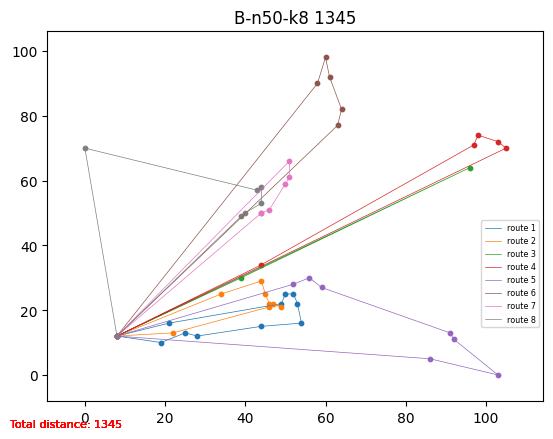 B-n50-k8 1345
100
80
60
40
20
0
0
20
40
60
80
100
route 1
route 2
route 3
route 4
route 5
route 6
route 7
route 8
Total distance: 1345